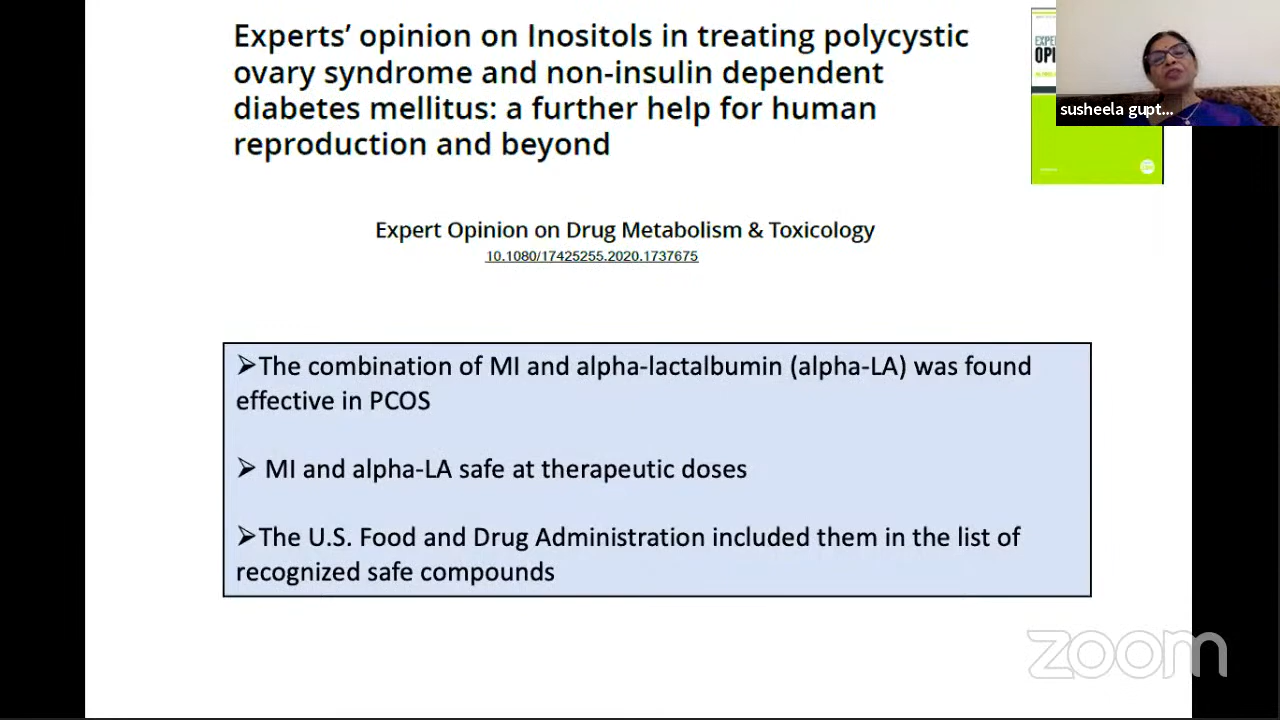 Experts’ opinion on Inositols in treating polycystic
ovary syndrome and non-insulin dependent
diabetes mellitus: a further help for human
reproduction and beyond
susheela gupt...
Expert Opinion on Drug Metabolism & Toxicology
10.1080/17425255.2020.1737675
➢The combination of MI and alpha-lactalbumin (alpha-LA) was found
effective in PCOS
➢ MI and alpha-LA safe at therapeutic doses
➢The U.S. Food and Drug Administration included them in the list of
recognized safe compounds
zoom